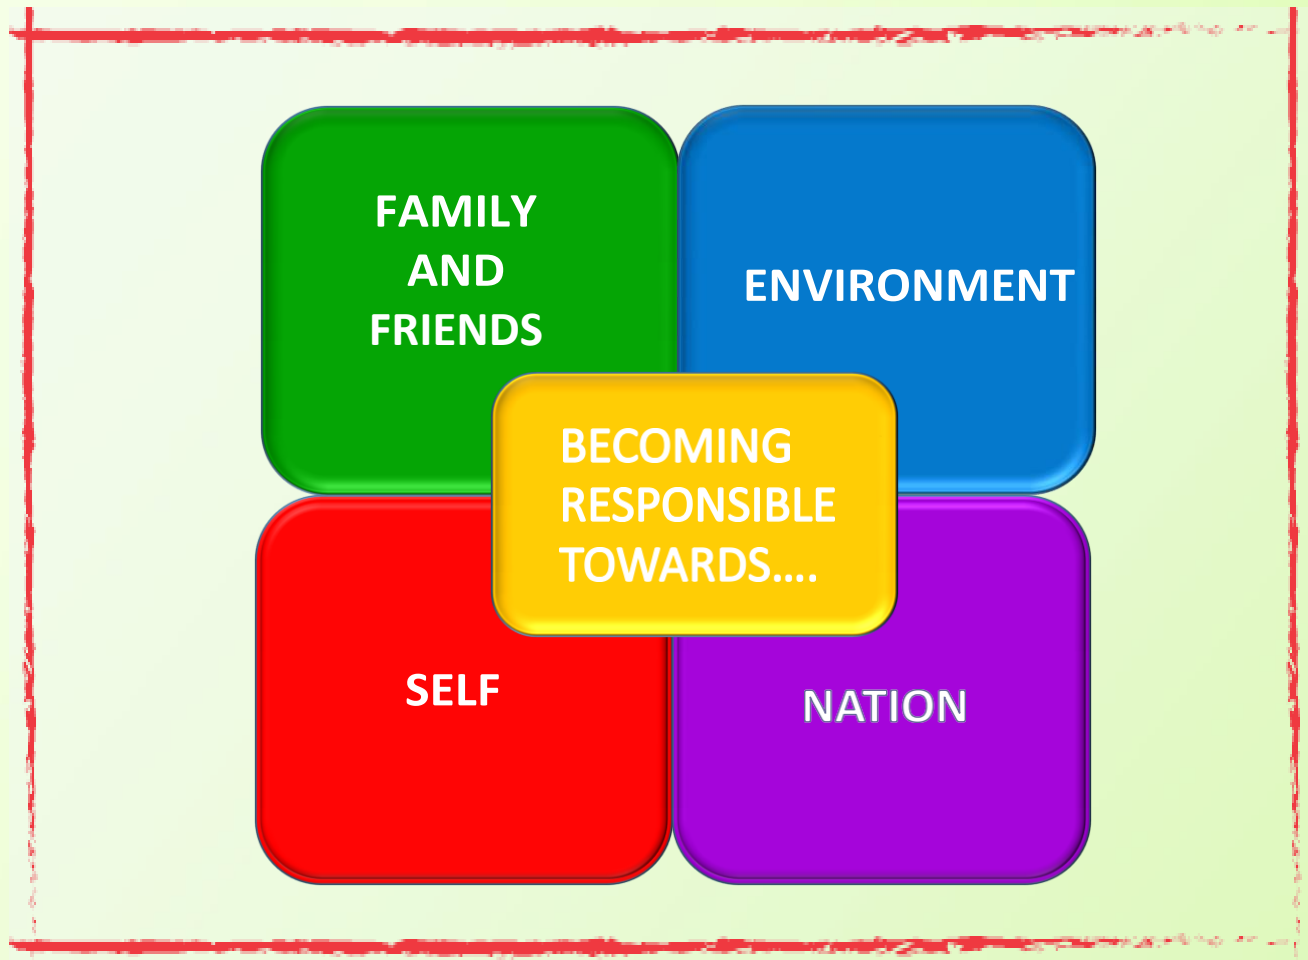 FAMILY
AND
FRIENDS
ENVIRONMENT
BECOMING
RESPONSIBLE
TOWARDS....
SELF
NATION